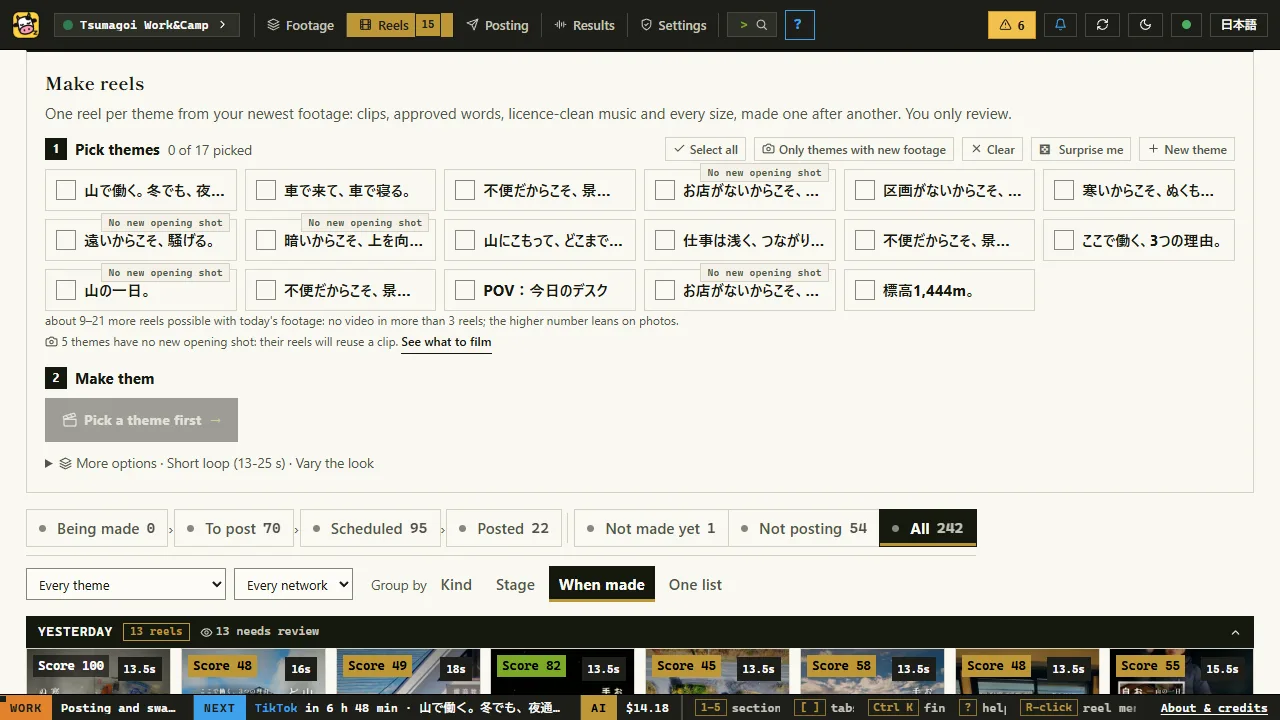 Tsumagoi Work&Camp Footage Reels 15 Posting Results Settings > ? 6 日本語
Make reels
One reel per theme from your newest footage: clips, approved words, licence-clean music and every size, made one after another. You only review.
1 Pick themes 0 of 17 picked Select all Only themes with new footage Clear Surprise me New theme
No new opening shot
山で働く。冬でも、夜... 車で来て、車で寝る。 不便だからこそ、景... お店がないからこそ、... 区画がないからこそ、... 寒いからこそ、ぬくも...
No new opening shot No new opening shot
遠いからこそ、騒げる。 暗いからこそ、上を向... 山にこもって、どこまで... 仕事は浅く、つながり... 不便だからこそ、景... ここで働く、3つの理由。
No new opening shot No new opening shot
山の一日。 不便だからこそ、景... POV：今日のデスク お店がないからこそ、... 標高1,444m。
about 9–21 more reels possible with today's footage: no video in more than 3 reels; the higher number leans on photos.
5 themes have no new opening shot: their reels will reuse a clip. See what to film
2 Make them
Pick a theme first →
More options · Short loop (13-25 s) · Vary the look
Being made 0 › To post 70 › Scheduled 95 › Posted 22 Not made yet 1 Not posting 54 All 242
Every theme Every network Group by Kind Stage When made One list
YESTERDAY 13 reels 13 needs review
Score 100 13.5s Score 48 16s Score 49 18s Score 82 13.5s Score 45 13.5s Score 58 13.5s Score 48 13.5s Score 55 15.5s
WORK Posting and swa… NEXT TikTok in 6 h 48 min · 山で働く。冬でも、夜通… AI $14.18 1–5 section [ ] tab Ctrl K fin ? help R-click reel me About & credits